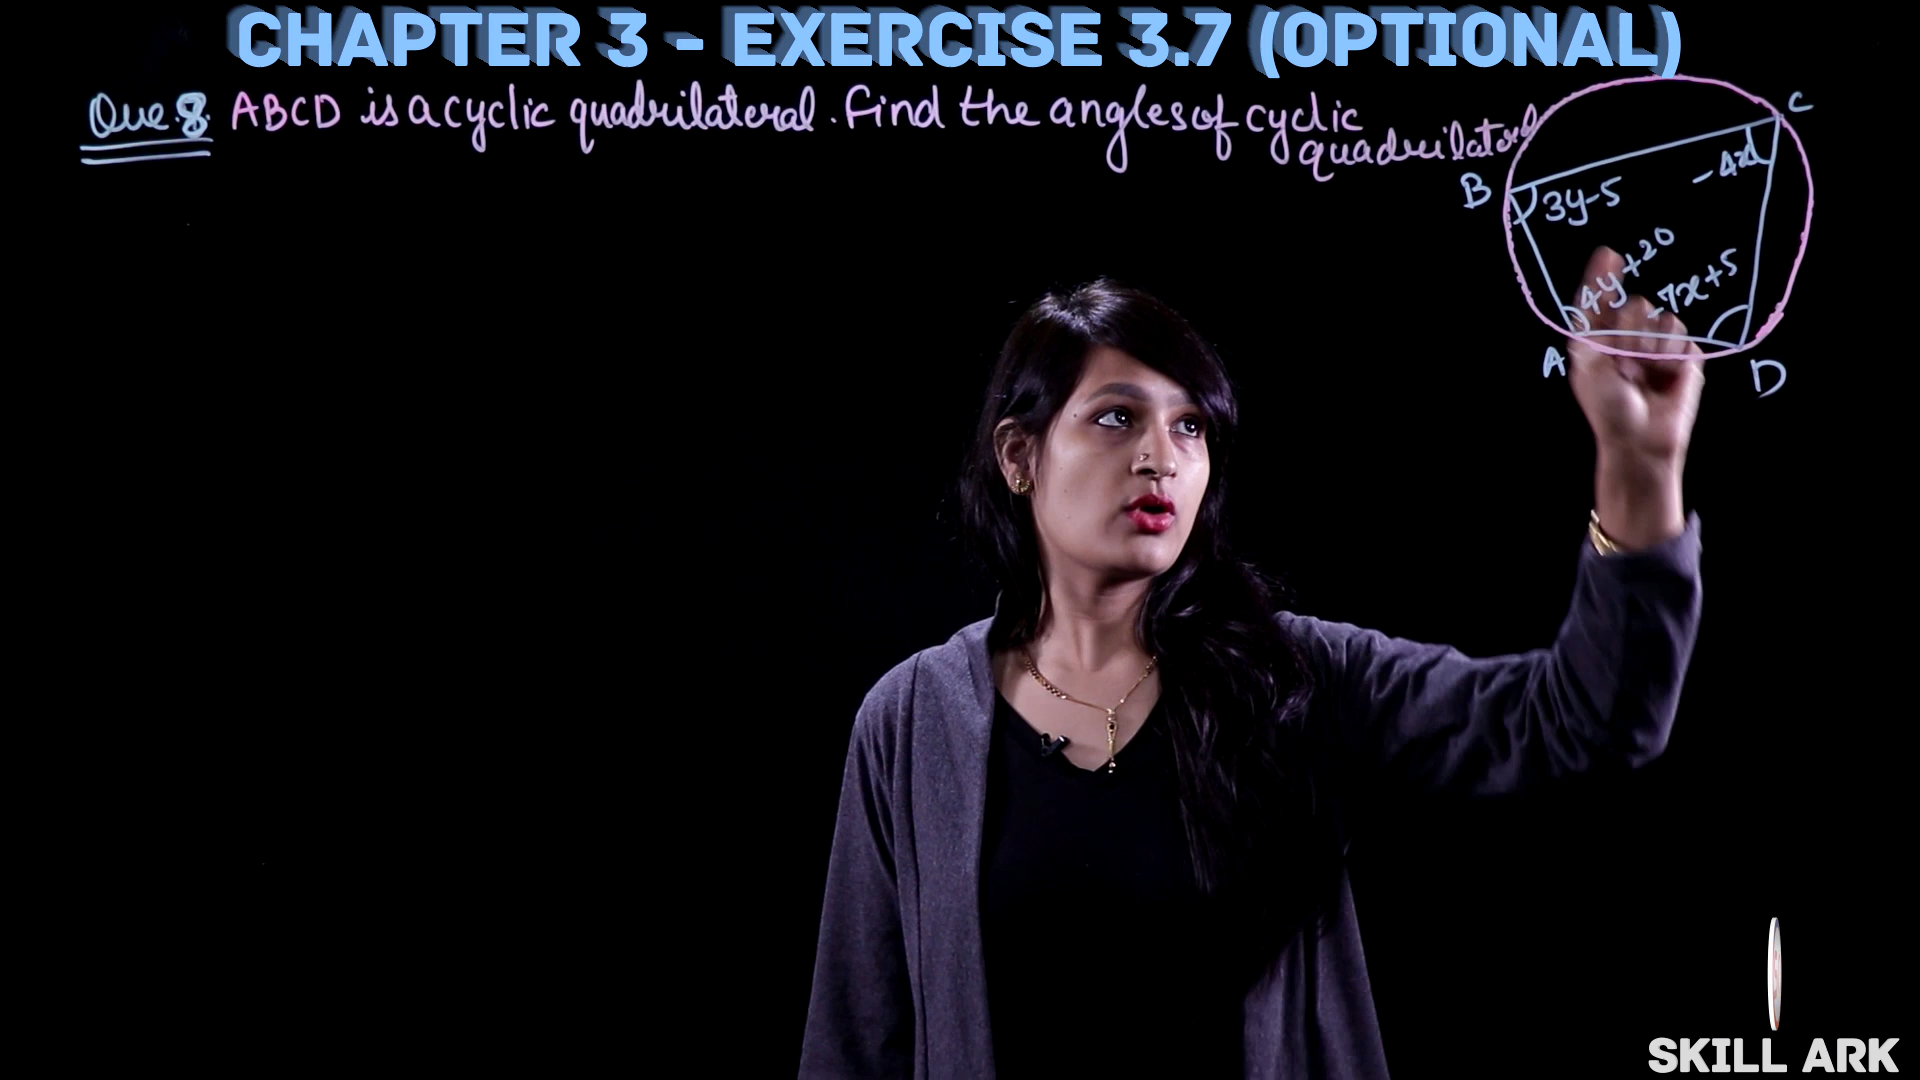 CHAPTER 3 - EXERCISE 3.7 (OPTIONAL)
Que.8. ABCD is a cyclic quadrilateral. Find the angles of cyclic
quadrilateral
C
B
-4x
3y-5
4y+20
-7x+5
A
D
SKILL ARK